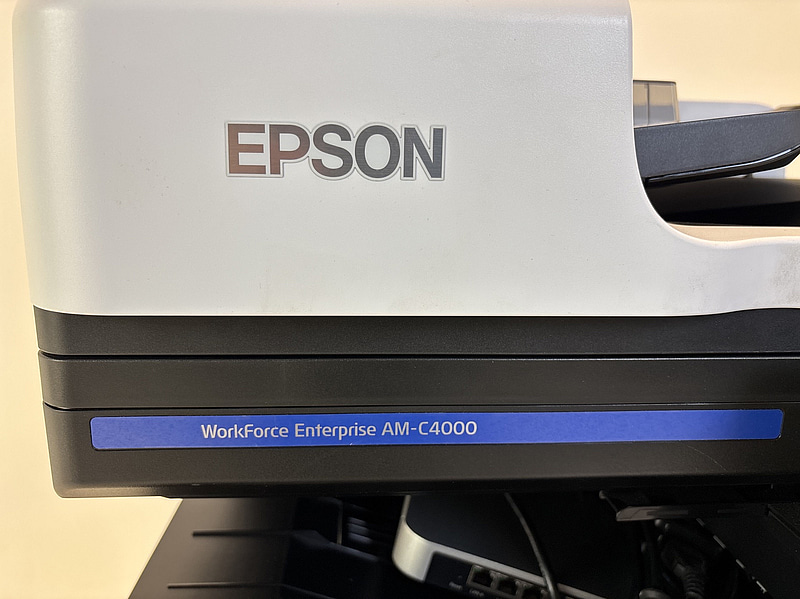 EPSON
WorkForce Enterprise AM-C4000